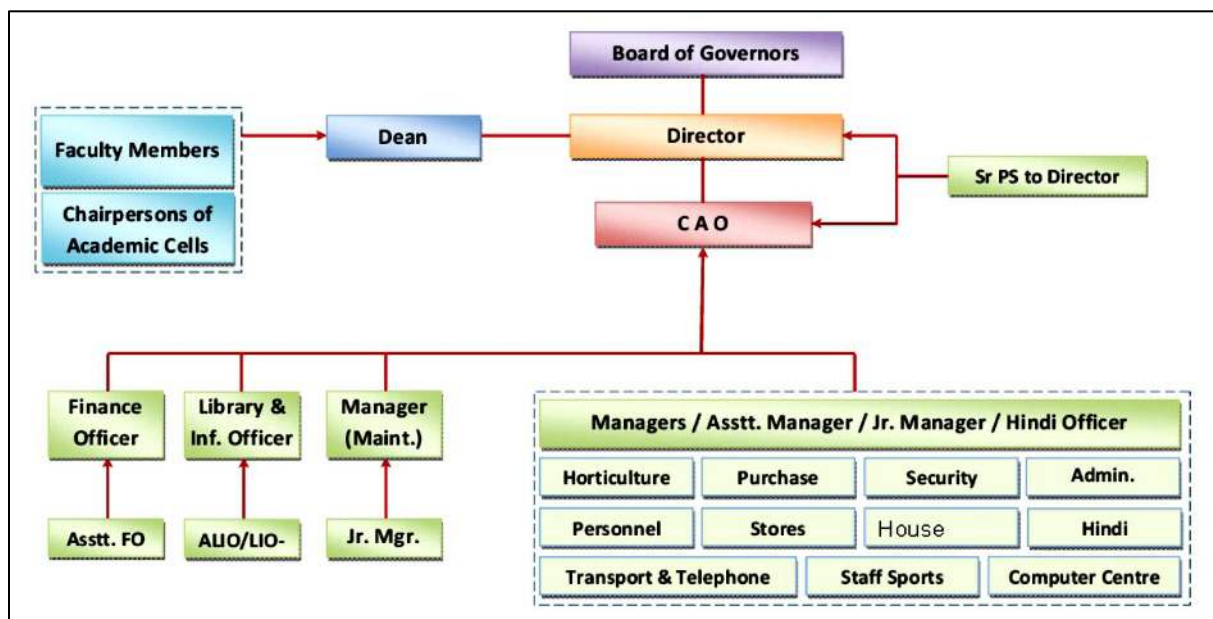 Board of Governors
Faculty Members
Dean
Director
Sr PS to Director
Chairpersons of
Academic Cells
C A O
Finance
Officer
Library &
Inf. Officer
Manager
(Maint.)
Managers / Asstt. Manager / Jr. Manager / Hindi Officer
Horticulture
Purchase
Security
Admin.
Personnel
Stores
House
Hindi
Asstt. FO
ALIO/LIO-
Jr. Mgr.
Transport & Telephone
Staff Sports
Computer Centre